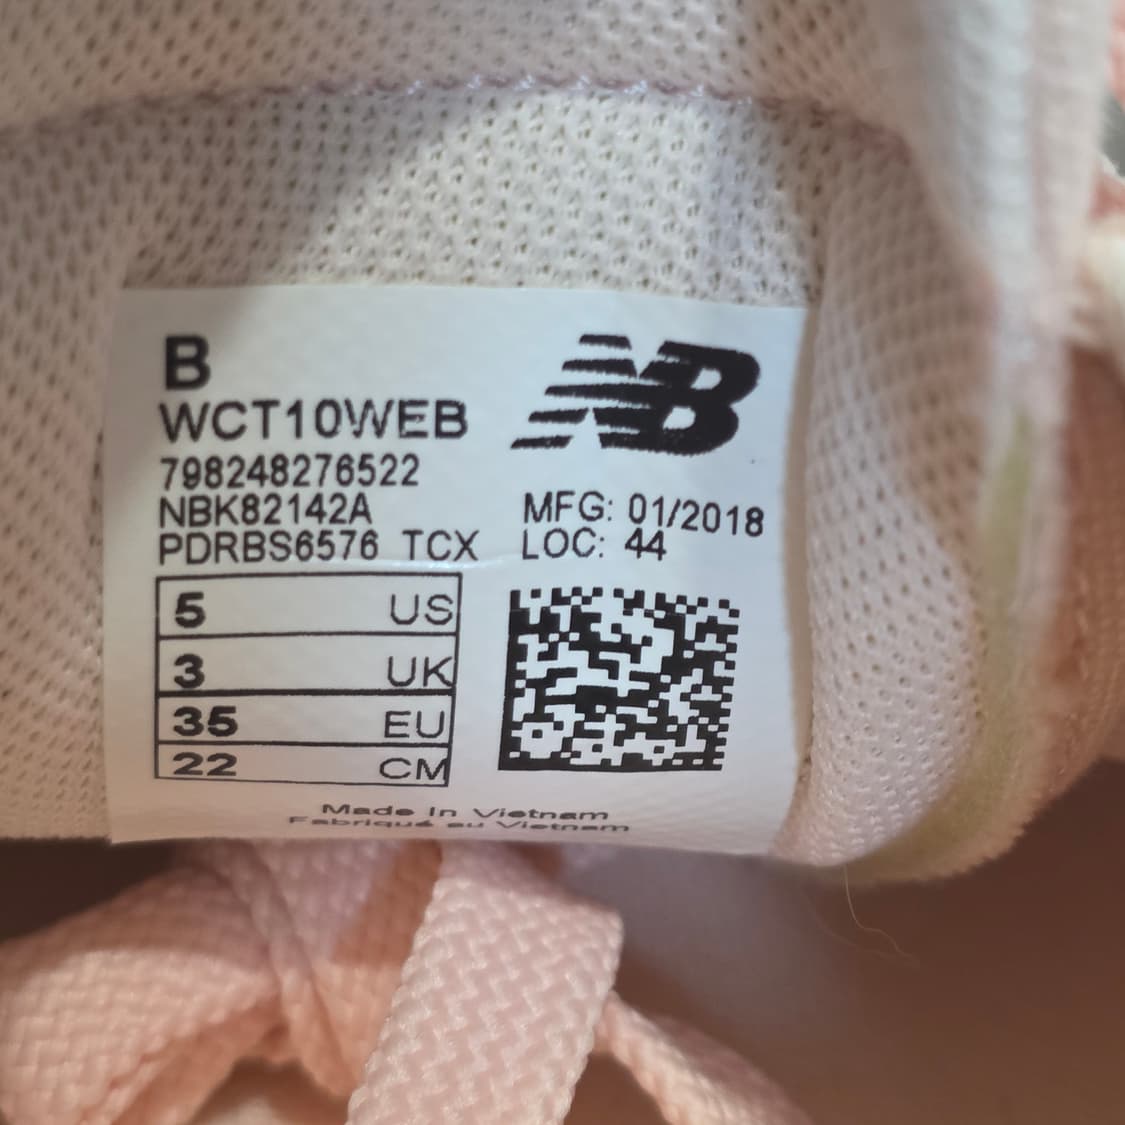 B
NB
WCT10WEB
798248276522
NBK82142A
PDRBS6576 TCX
MFG: 01/2018
LOC: 44
5 US
3 UK
35 EU
22 CM
Made In Vietnam
Fabriqué au Vietnam